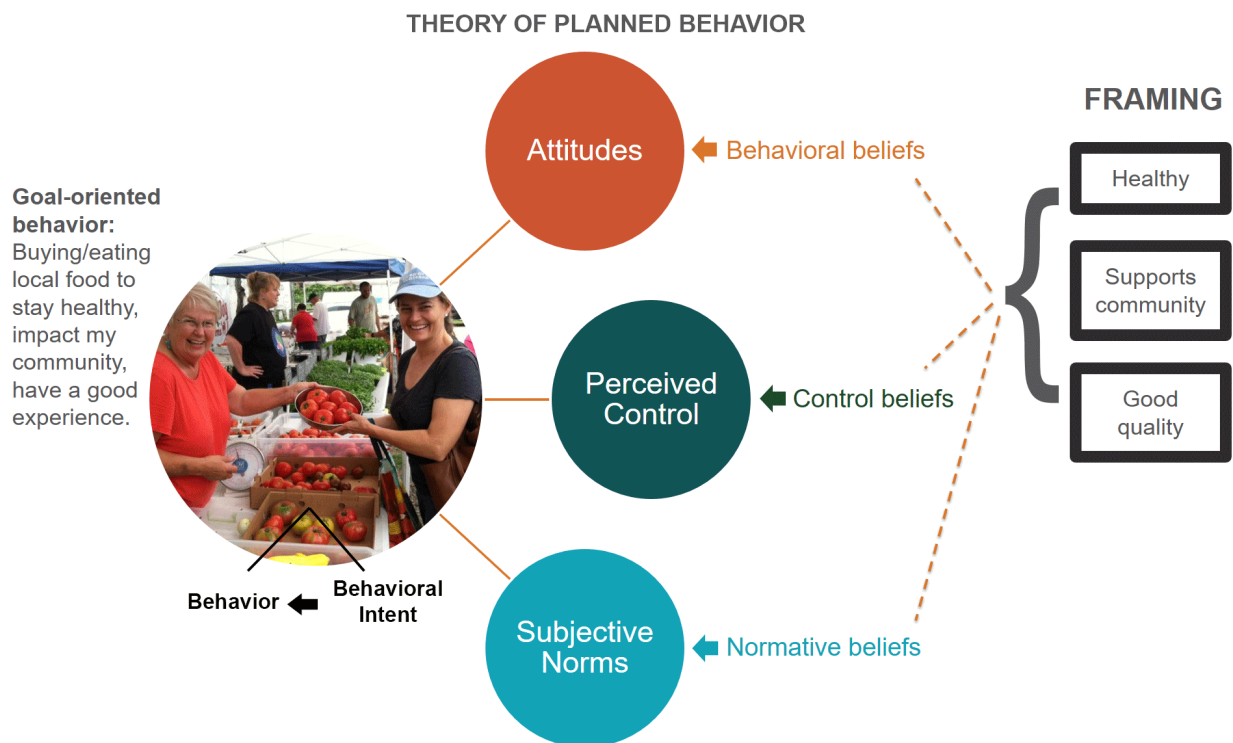 THEORY OF PLANNED BEHAVIOR
Goal-oriented
behavior:
Buying/eating
local food to
stay healthy,
impact my
community,
have a good
experience.
Behavior
Behavioral
Intent
Attitudes
Perceived
Control
Subjective
Norms
Behavioral beliefs
Control beliefs
Normative beliefs
FRAMING
Healthy
Supports
community
Good
quality